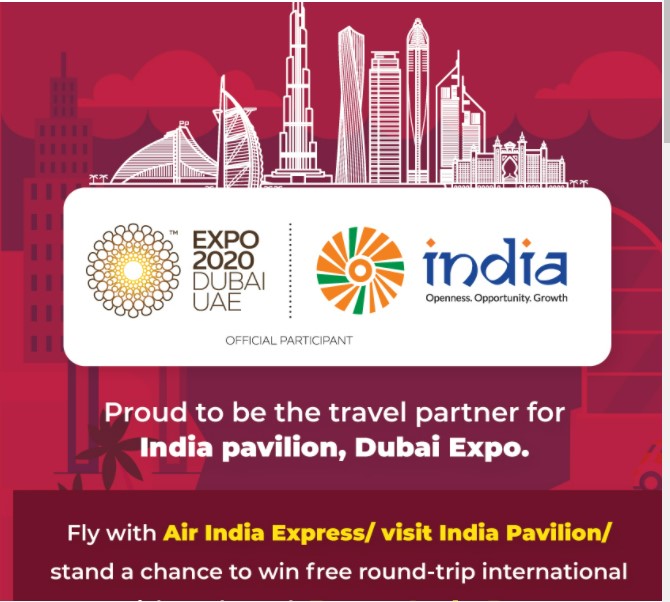 EXPO
2020
DUBAI
UAE
™
india
Openness. Opportunity. Growth
OFFICIAL PARTICIPANT
Proud to be the travel partner for
India pavilion, Dubai Expo.
Fly with Air India Express/ visit India Pavilion/
stand a chance to win free round-trip international